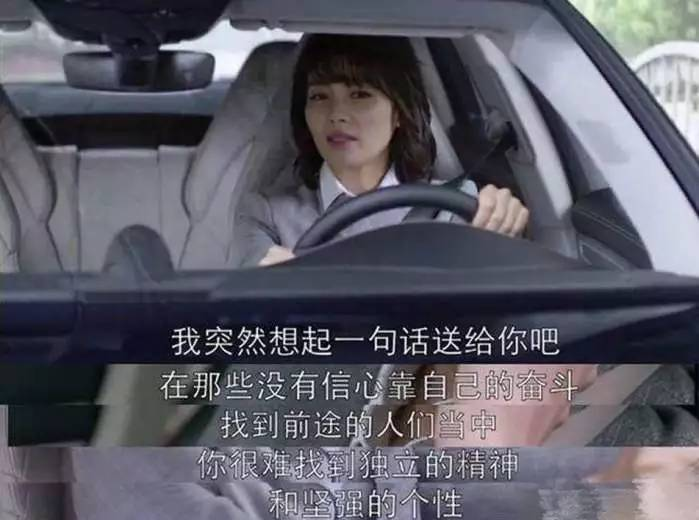 我突然想起一句话送给你吧
在那些没有信心靠自己的奋斗
找到前途的人们当中
你很难找到独立的精神
和坚强的个性